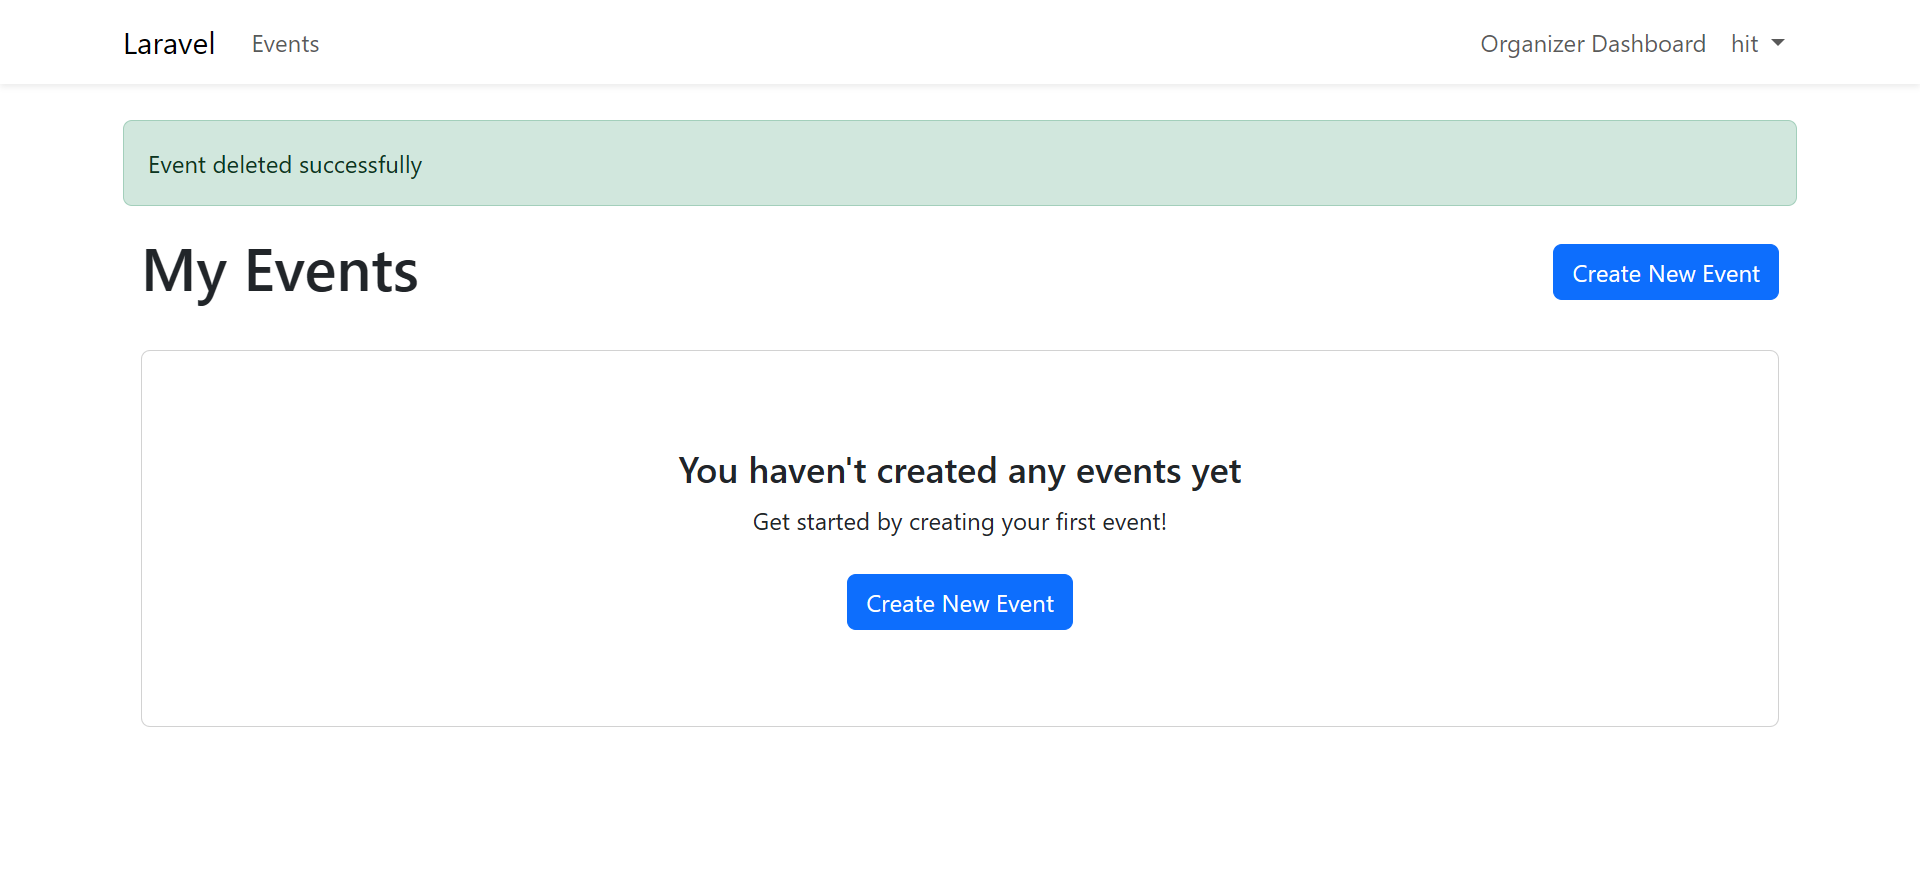 Laravel Events Organizer Dashboard hit
Event deleted successfully
My Events Create New Event
You haven't created any events yet
Get started by creating your first event!
Create New Event